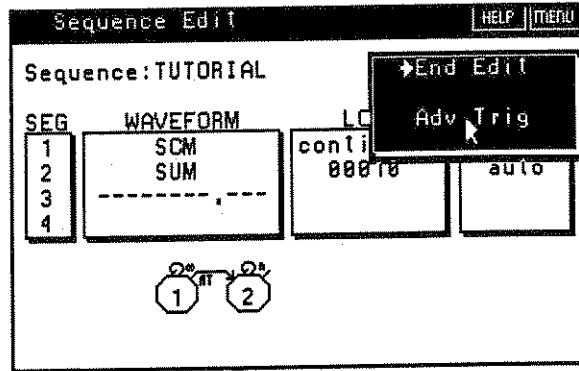 Sequence Edit HELP MENU
Sequence:TUTORIAL
End Edit
Adv Trig
SEG WAVEFORM
1 SCM conti
2 SUM 00010 auto
3 --------.---
4
1 AT 2